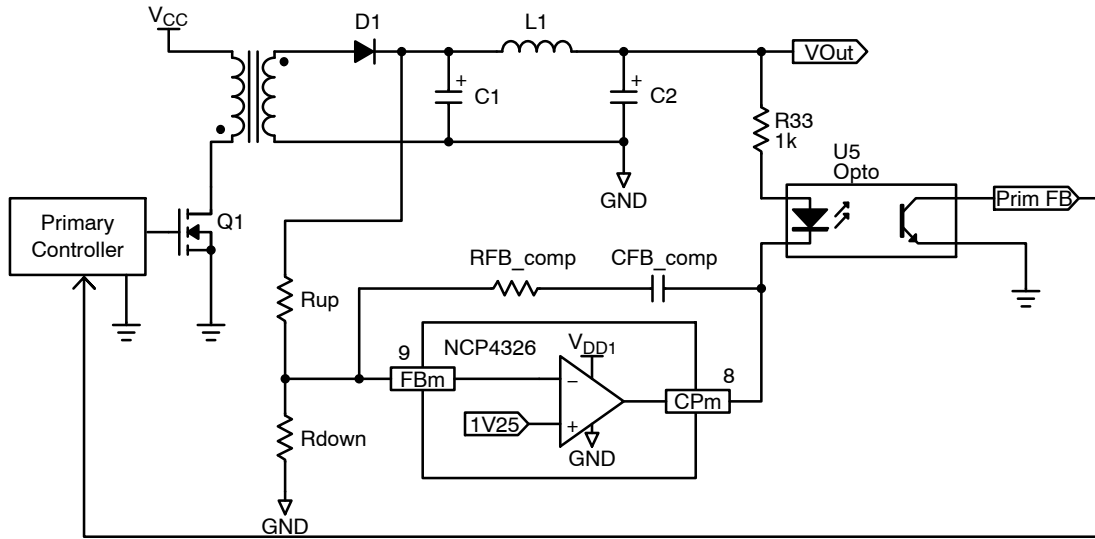 VCC
D1
L1
+
C1
+
C2
VOut
R33
1k
U5
Opto
GND
Primary
Controller
Q1
Prim FB
RFB_comp
CFB_comp
Rup
9
NCP4326
VDD1
8
FBm
−
CPm
1V25
+
GND
Rdown
GND